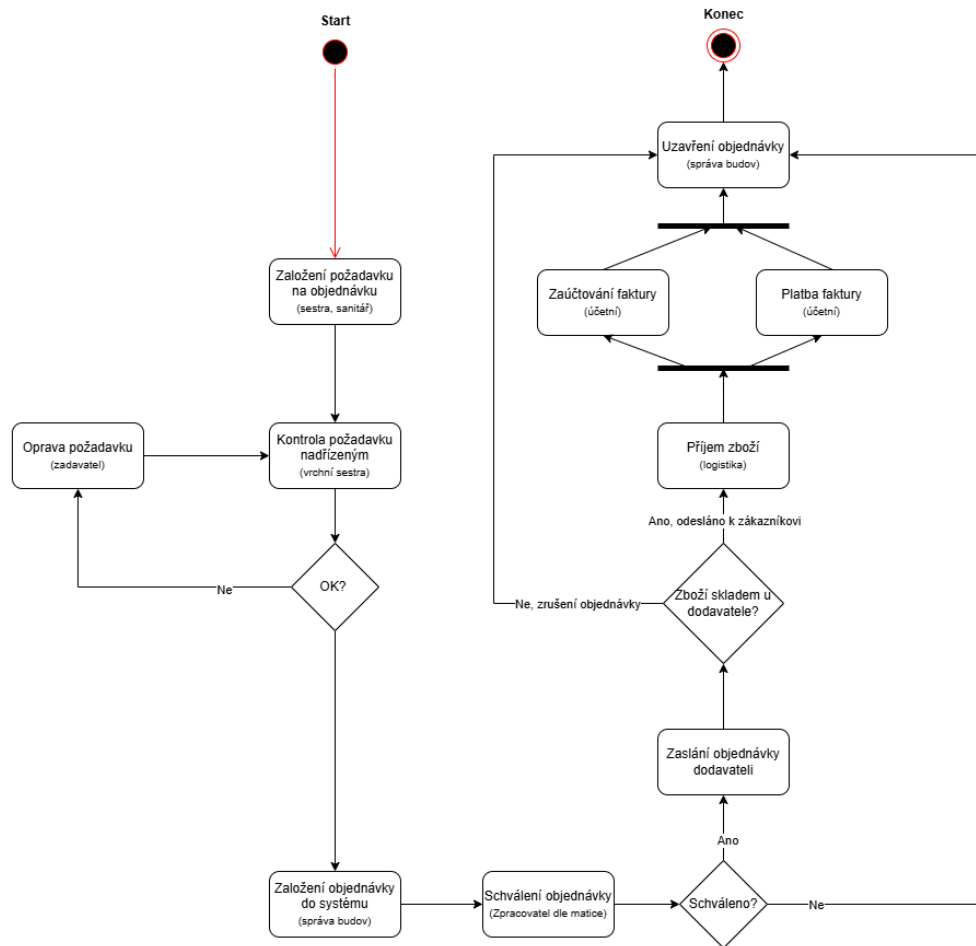 Start
Založení požadavku
na objednávku
(sestra, sanitář)
Oprava požadavku
(zadavatel)
Kontrola požadavku
nadřízeným
(vrchní sestra)
Ne
OK?
Založení objednávky
do systému
(správa budov)
Schválení objednávky
(Zpracovatel dle matice)
Schváleno?
Ne
Ano
Zaslání objednávky
dodavateli
Zboží skladem u
dodavatele?
Ne, zrušení objednávky
Ano, odesláno k zákazníkovi
Příjem zboží
(logistika)
Zaúčtování faktury
(účetní)
Platba faktury
(účetní)
Uzavření objednávky
(správa budov)
Konec